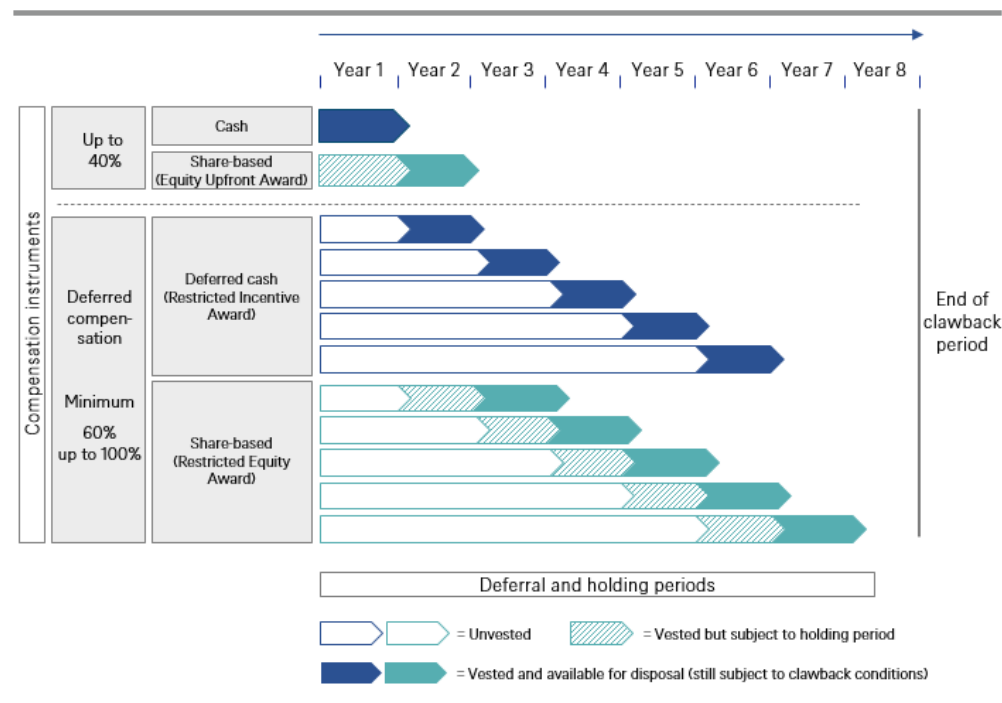 Year 1 Year 2 Year 3 Year 4 Year 5 Year 6 Year 7 Year 8
Compensation instruments
Up to
40%
Cash
Share-based
(Equity Upfront Award)
Deferred
compen-
sation
Minimum
60%
up to 100%
Deferred cash
(Restricted Incentive
Award)
Share-based
(Restricted Equity
Award)
End of
clawback
period
Deferral and holding periods
= Unvested
= Vested but subject to holding period
= Vested and available for disposal (still subject to clawback conditions)